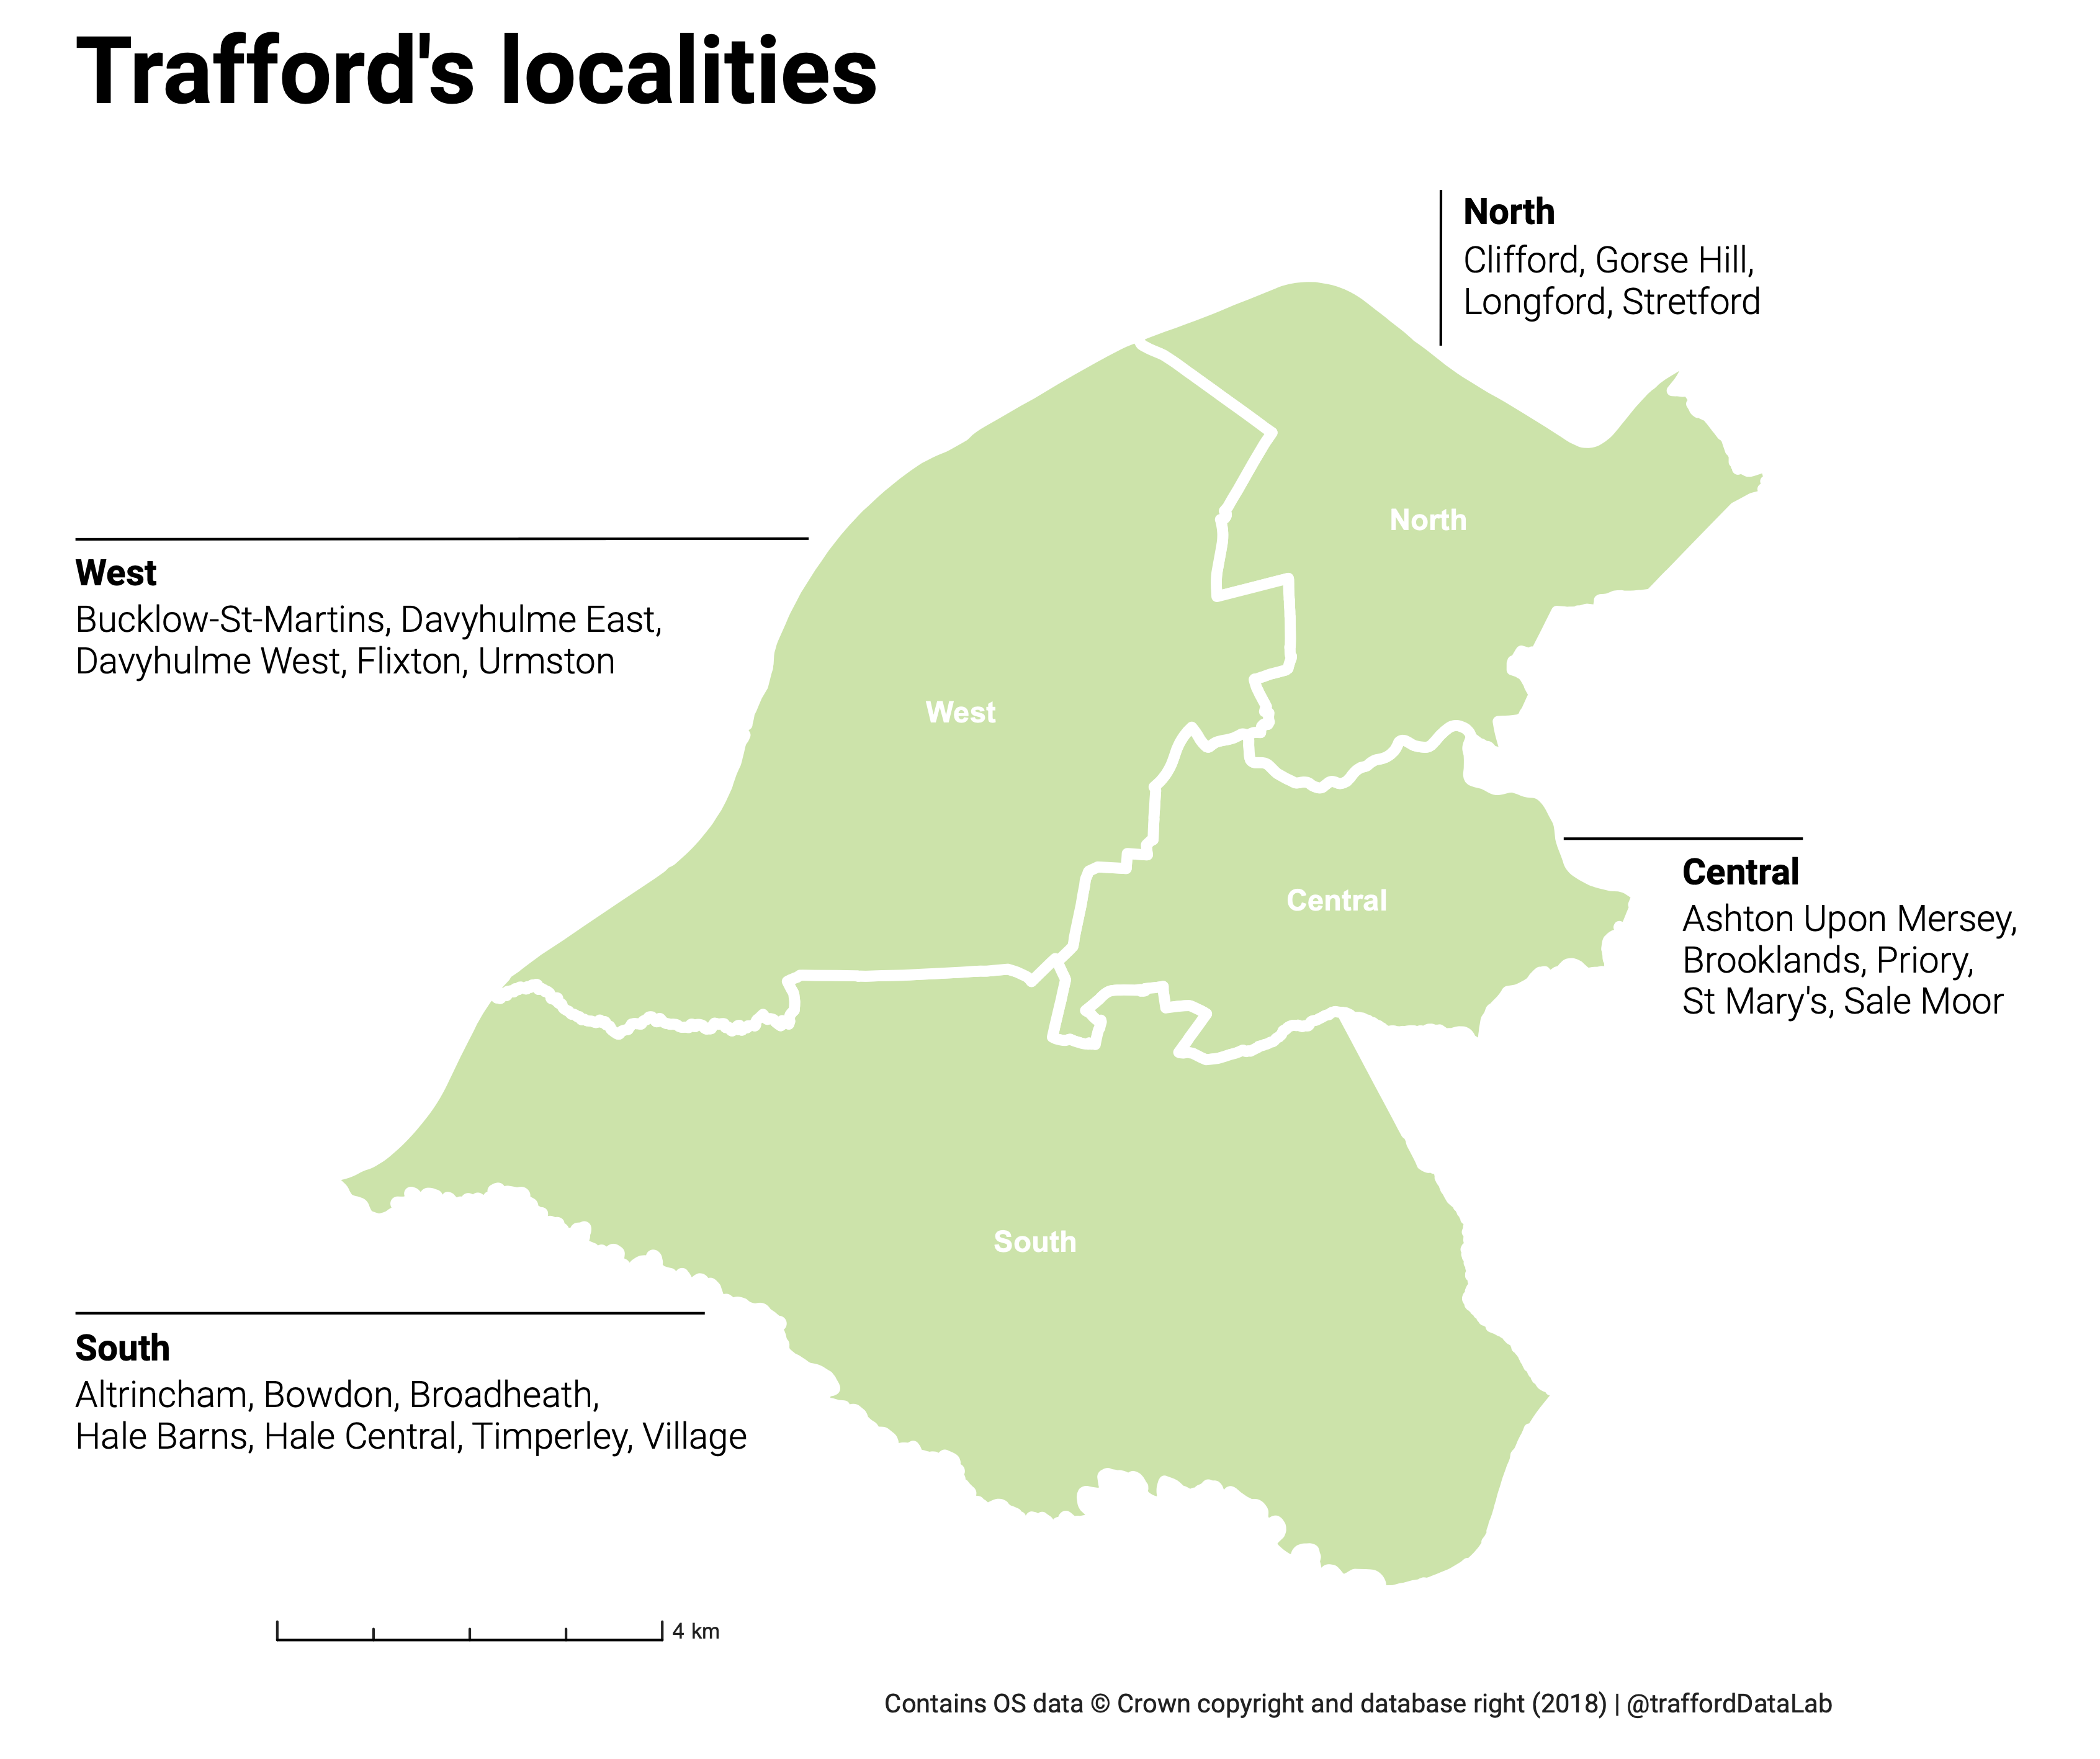 Trafford's localities
North
Clifford, Gorse Hill,
Longford, Stretford
North
West
Bucklow-St-Martins, Davyhulme East,
Davyhulme West, Flixton, Urmston
West
Central
Central
Ashton Upon Mersey,
Brooklands, Priory,
St Mary's, Sale Moor
South
South
Altrincham, Bowdon, Broadheath,
Hale Barns, Hale Central, Timperley, Village
4 km
Contains OS data © Crown copyright and database right (2018) | @traffordDataLab